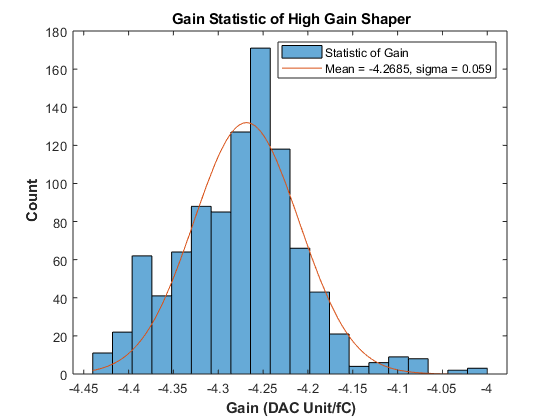 Gain Statistic of High Gain Shaper
180
160
140
120
100
80
60
40
20
0
Count
Statistic of Gain
Mean = -4.2685, sigma = 0.059
-4.45 -4.4 -4.35 -4.3 -4.25 -4.2 -4.15 -4.1 -4.05 -4
Gain (DAC Unit/fC)